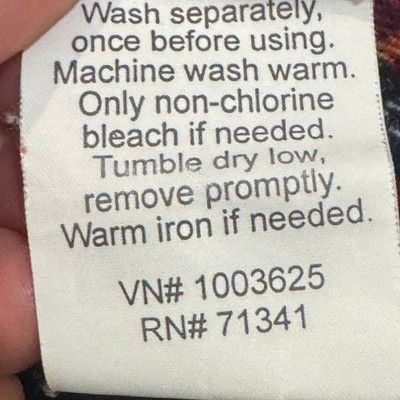 Wash separately,
once before using.
Machine wash warm.
Only non-chlorine
bleach if needed.
Tumble dry low,
remove promptly.
Warm iron if needed.
VN# 1003625
RN# 71341